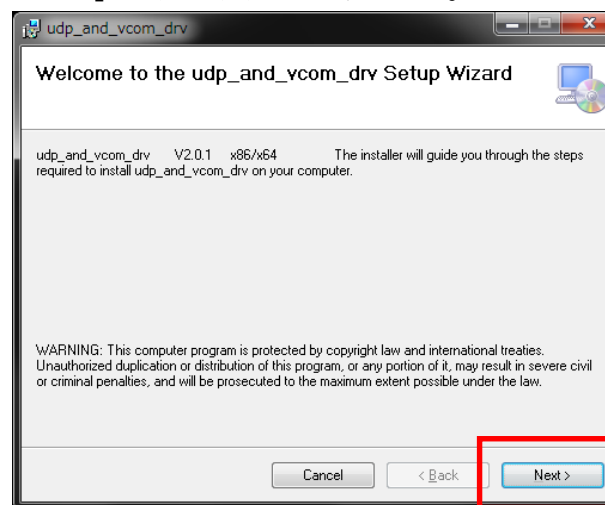 udp_and_vcom_drv
Welcome to the udp_and_vcom_drv Setup Wizard
udp_and_vcom_drv V2.0.1 x86/x64 The installer will guide you through the steps
required to install udp_and_vcom_drv on your computer.
WARNING: This computer program is protected by copyright law and international treaties.
Unauthorized duplication or distribution of this program, or any portion of it, may result in severe civil
or criminal penalties, and will be prosecuted to the maximum extent possible under the law.
Cancel < Back Next >